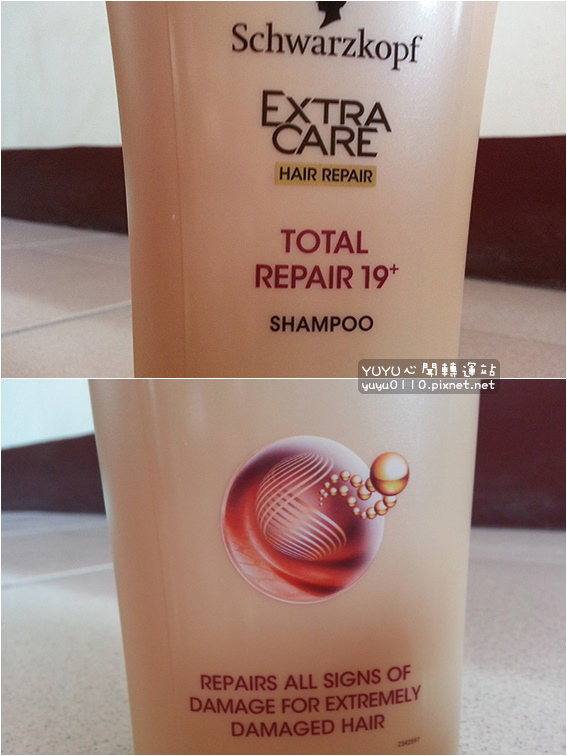 Schwarzkopf
EXTRA
CARE
HAIR REPAIR
TOTAL
REPAIR 19+
SHAMPOO
YUYU心聞轉運站
yuyu0110.pixnet.net
REPAIRS ALL SIGNS OF
DAMAGE FOR EXTREMELY
DAMAGED HAIR